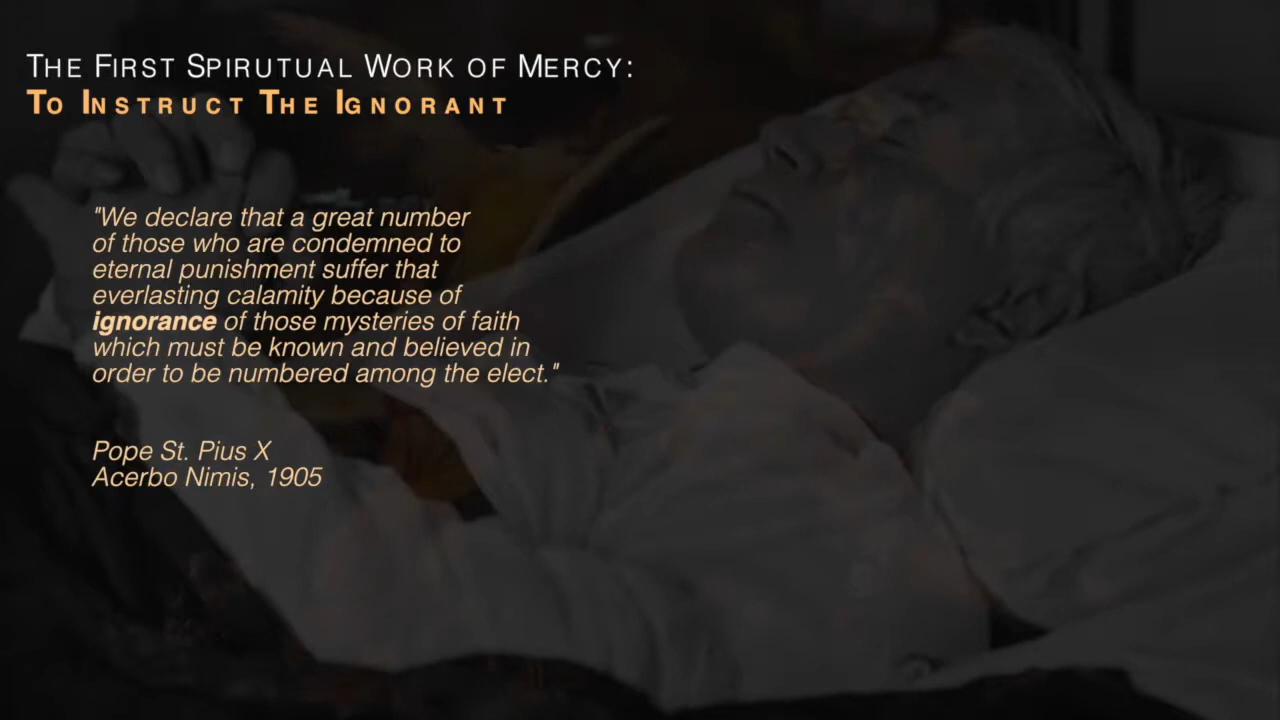 The First Spirutual Work of Mercy:
To Instruct The Ignorant
"We declare that a great number
of those who are condemned to
eternal punishment suffer that
everlasting calamity because of
ignorance of those mysteries of faith
which must be known and believed in
order to be numbered among the elect."
Pope St. Pius X
Acerbo Nimis, 1905